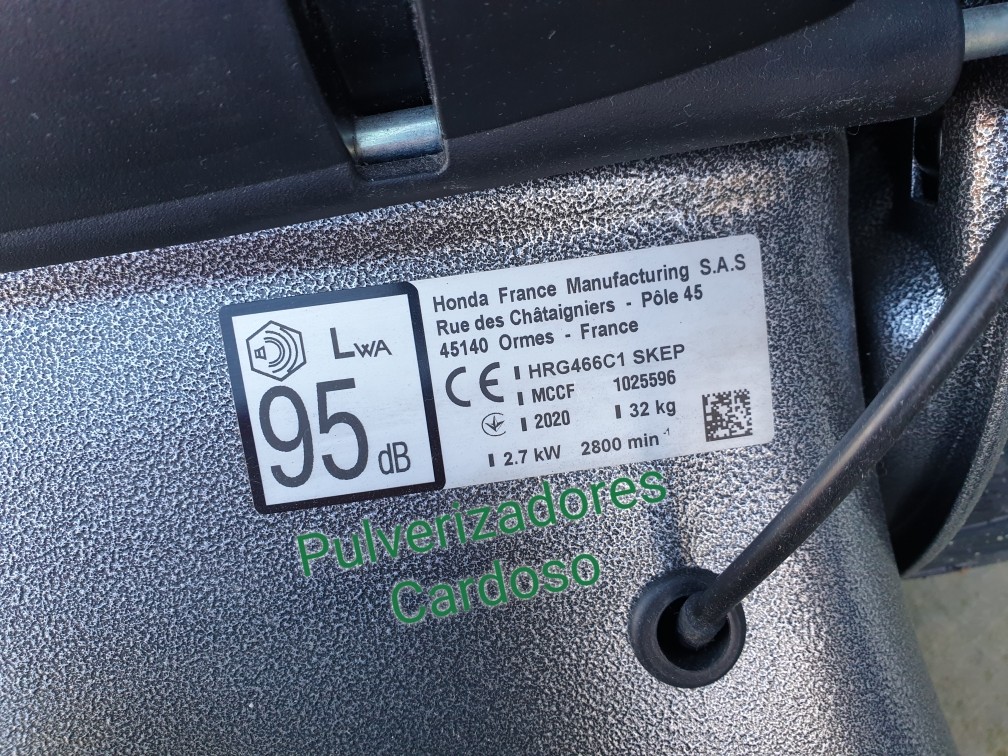 LWA
95 dB
Honda France Manufacturing S.A.S
Rue des Châtaigniers - Pôle 45
45140 Ormes - France
CE HRG466C1 SKEP
MCCF 1025596
2020 32 kg
2.7 kW 2800 min⁻¹
Pulverizadores
Cardoso